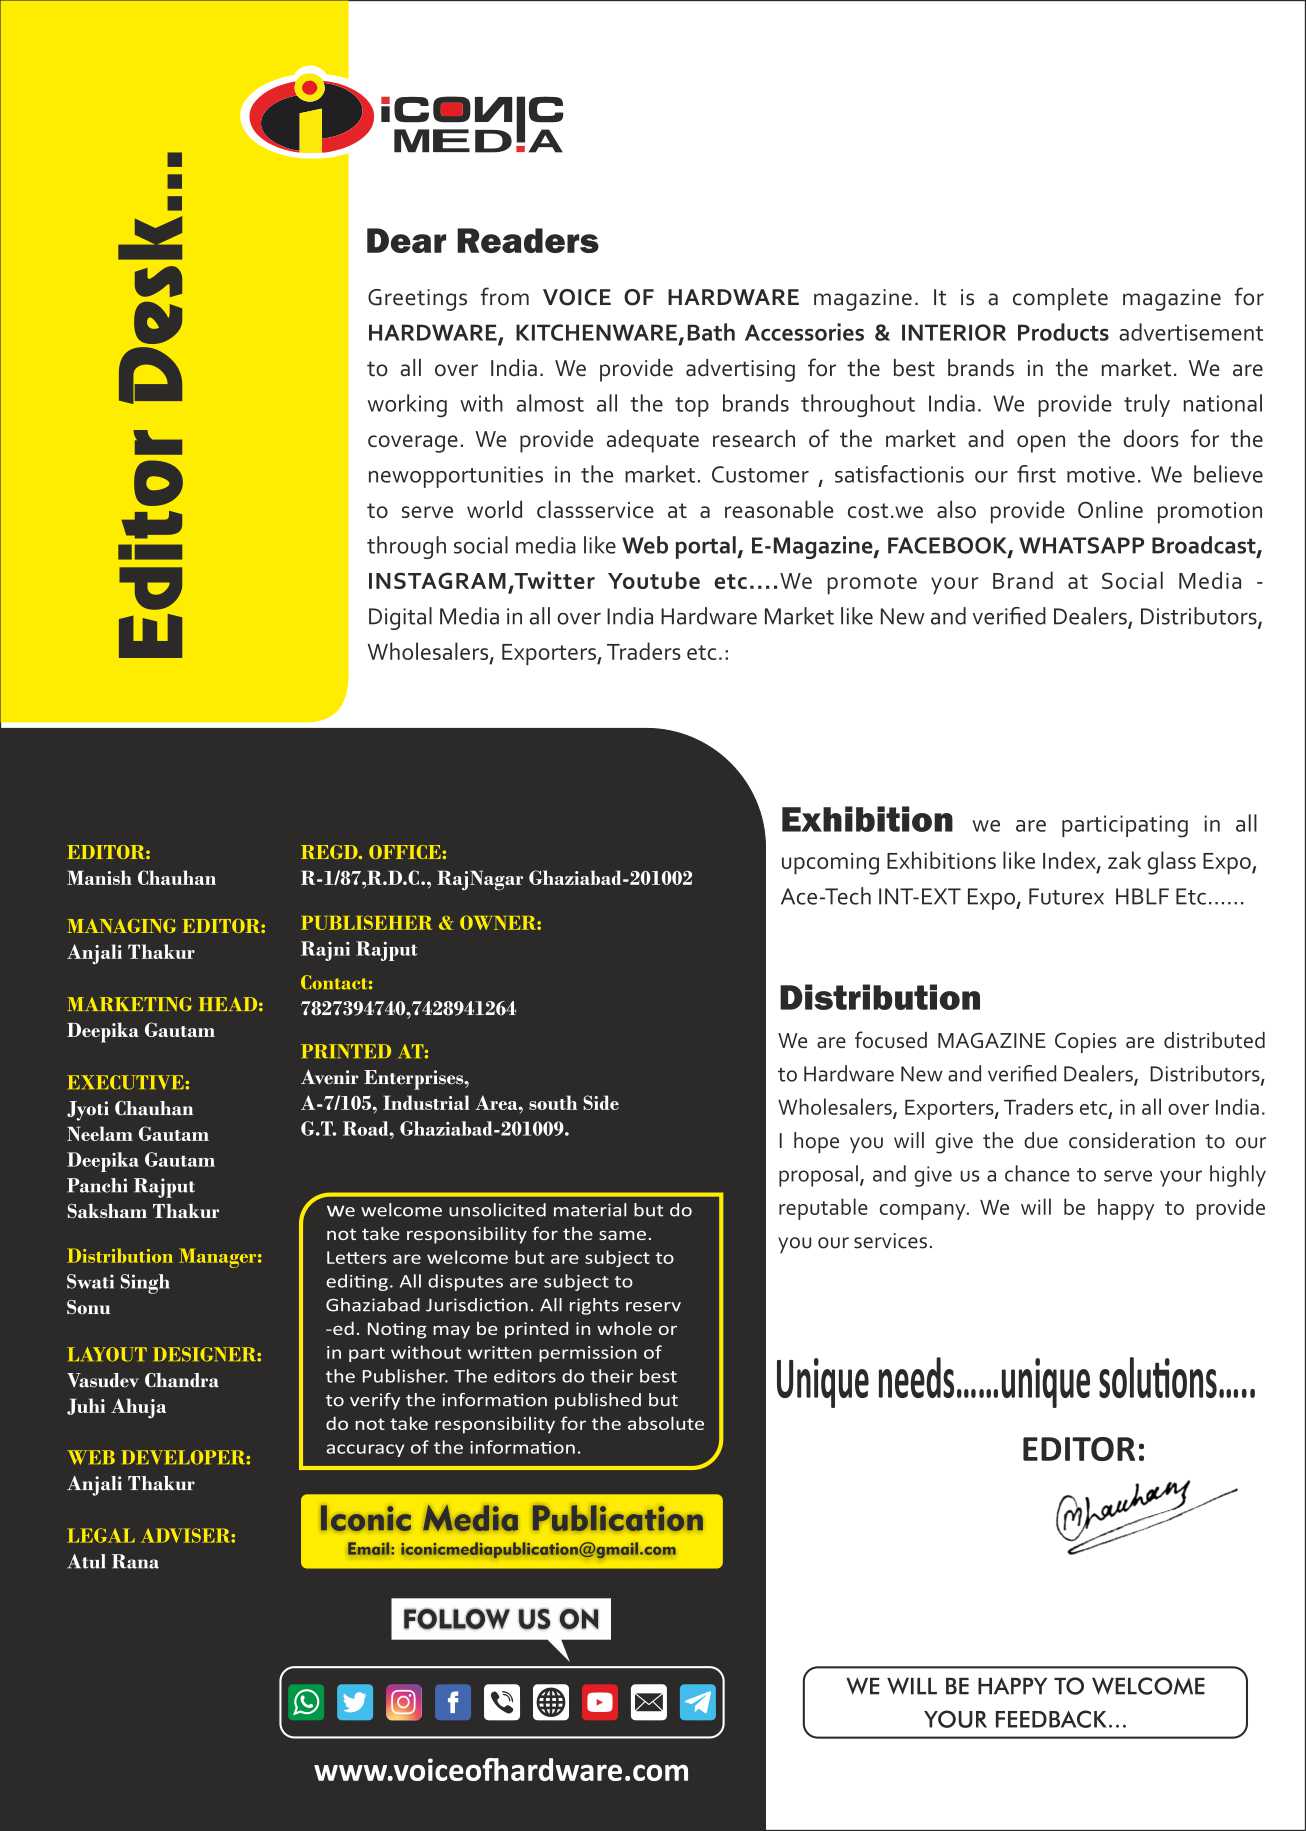 iCONIC
MEDiA
Editor Desk...
Dear Readers
Greetings from VOICE OF HARDWARE magazine. It is a complete magazine for
HARDWARE, KITCHENWARE,Bath Accessories & INTERIOR Products advertisement
to all over India. We provide advertising for the best brands in the market. We are
working with almost all the top brands throughout India. We provide truly national
coverage. We provide adequate research of the market and open the doors for the
newopportunities in the market. Customer , satisfactionis our first motive. We believe
to serve world classservice at a reasonable cost.we also provide Online promotion
through social media like Web portal, E-Magazine, FACEBOOK, WHATSAPP Broadcast,
INSTAGRAM,Twitter Youtube etc....We promote your Brand at Social Media -
Digital Media in all over India Hardware Market like New and verified Dealers, Distributors,
Wholesalers, Exporters, Traders etc.:
EDITOR:
Manish Chauhan
MANAGING EDITOR:
Anjali Thakur
MARKETING HEAD:
Deepika Gautam
EXECUTIVE:
Jyoti Chauhan
Neelam Gautam
Deepika Gautam
Panchi Rajput
Saksham Thakur
Distribution Manager:
Swati Singh
Sonu
LAYOUT DESIGNER:
Vasudev Chandra
Juhi Ahuja
WEB DEVELOPER:
Anjali Thakur
LEGAL ADVISER:
Atul Rana
REGD. OFFICE:
R-1/87,R.D.C., RajNagar Ghaziabad-201002
PUBLISEHER & OWNER:
Rajni Rajput
Contact:
7827394740,7428941264
PRINTED AT:
Avenir Enterprises,
A-7/105, Industrial Area, south Side
G.T. Road, Ghaziabad-201009.
We welcome unsolicited material but do
not take responsibility for the same.
Letters are welcome but are subject to
editing. All disputes are subject to
Ghaziabad Jurisdiction. All rights reserv
-ed. Noting may be printed in whole or
in part without written permission of
the Publisher. The editors do their best
to verify the information published but
do not take responsibility for the absolute
accuracy of the information.
Iconic Media Publication
Email: iconicmediapublication@gmail.com
FOLLOW US ON
www.voiceofhardware.com
Exhibition we are participating in all
upcoming Exhibitions like Index, zak glass Expo,
Ace-Tech INT-EXT Expo, Futurex HBLF Etc......
Distribution
We are focused MAGAZINE Copies are distributed
to Hardware New and verified Dealers, Distributors,
Wholesalers, Exporters, Traders etc, in all over India.
I hope you will give the due consideration to our
proposal, and give us a chance to serve your highly
reputable company. We will be happy to provide
you our services.
Unique needs......unique solutions.....
EDITOR:
MChauhan
WE WILL BE HAPPY TO WELCOME
YOUR FEEDBACK...